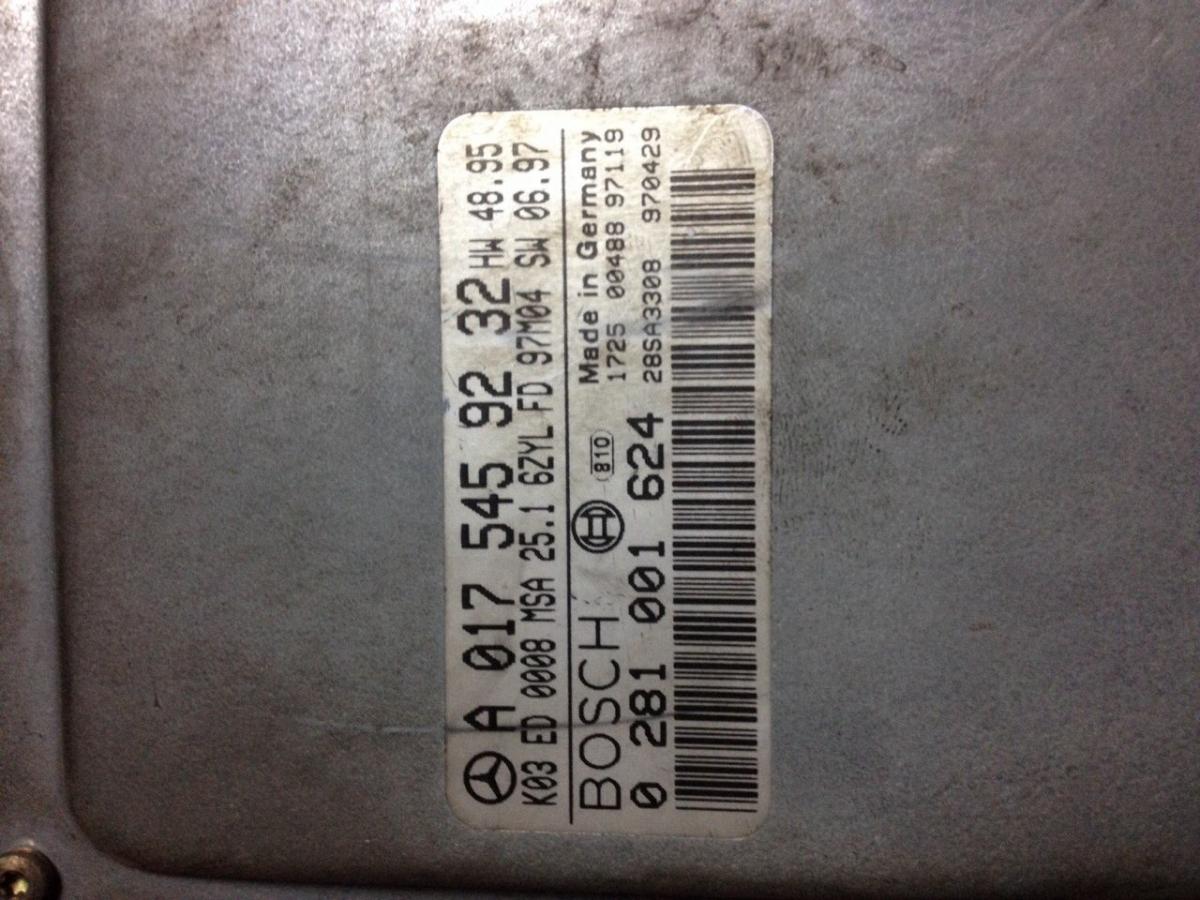 A 017 545 92 32 HW 48.95
K03 ED 0008 MSA 25.1 6ZYL FD 97M04 SW 06.97
BOSCH 810 Made in Germany
1725 00488 97119
0 281 001 624 28SA3308 970429